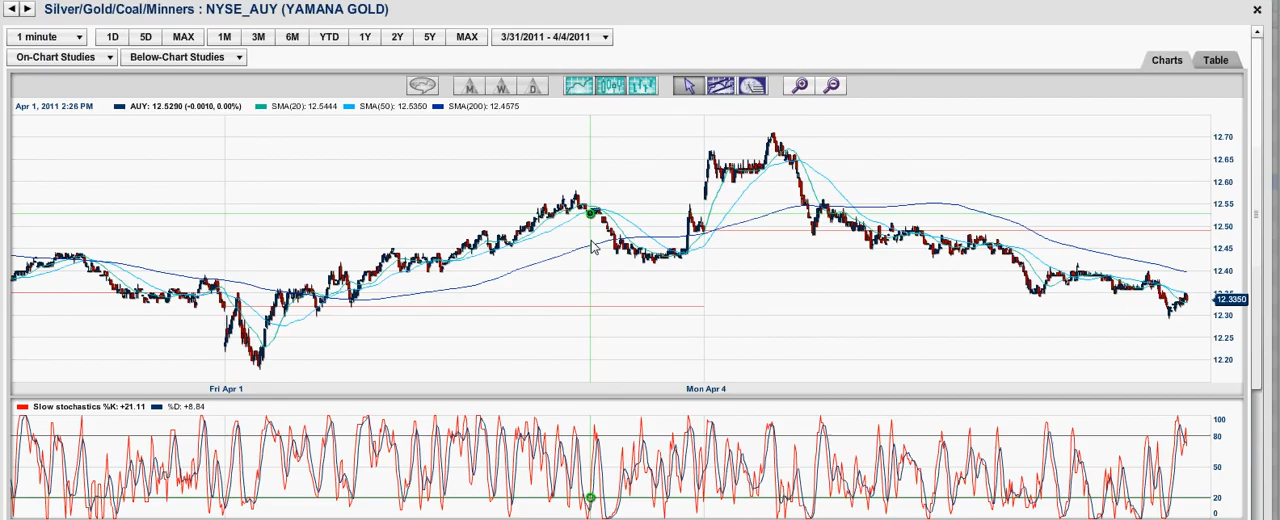 Silver/Gold/Coal/Minners : NYSE_AUY (YAMANA GOLD)
1 minute 1D 5D MAX 1M 3M 6M YTD 1Y 2Y 5Y MAX 3/31/2011 - 4/4/2011
On-Chart Studies Below-Chart Studies
Charts Table
M W D
Apr 1, 2011 2:26 PM AUY: 12.5290 (-0.0010, 0.00%) SMA(20): 12.5444 SMA(50): 12.5350 SMA(200): 12.4575
12.70
12.65
12.60
12.55
12.50
12.45
12.40
12.3350
12.30
12.25
12.20
Fri Apr 1 Mon Apr 4
Slow stochastics %K: +21.11 %D: +8.84
100
80
50
20
0